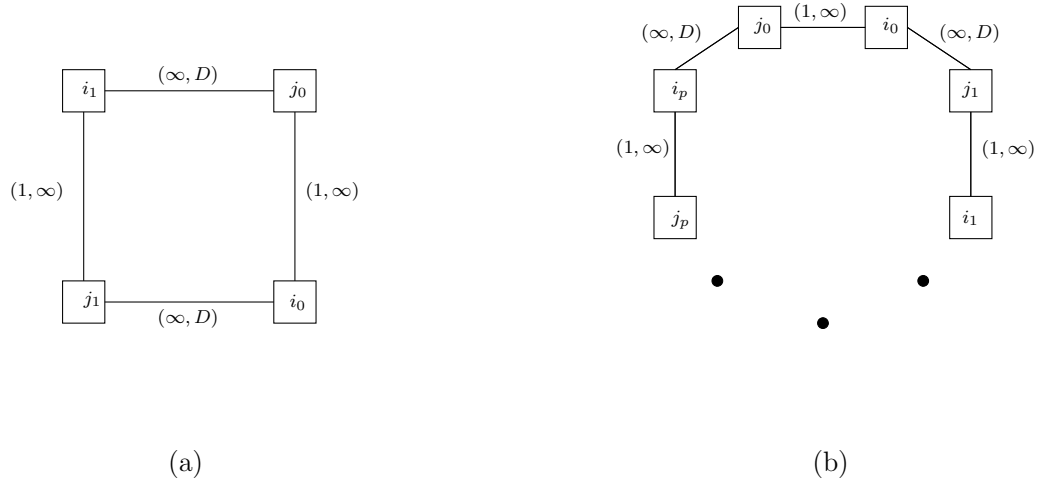 (∞, D)
i₁
j₀
(1, ∞)
(1, ∞)
j₁
i₀
(∞, D)
(a)
(1, ∞)
j₀
i₀
(∞, D)
(∞, D)
iₚ
j₁
(1, ∞)
(1, ∞)
jₚ
i₁
(b)